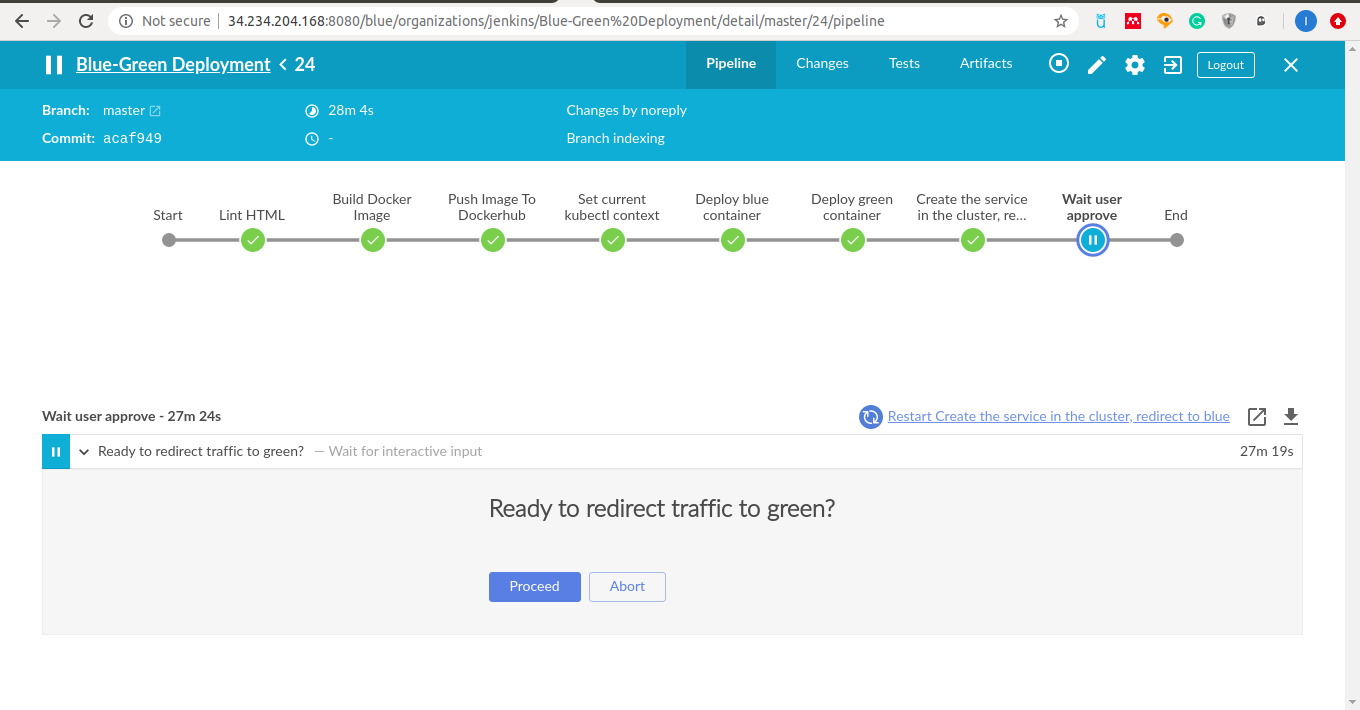 Not secure 34.234.204.168:8080/blue/organizations/jenkins/Blue-Green%20Deployment/detail/master/24/pipeline
Blue-Green Deployment < 24
Pipeline Changes Tests Artifacts Logout
Branch: master 28m 4s Changes by noreply
Commit: acaf949 - Branch indexing
Start
Lint HTML
Build Docker
Image
Push Image To
Dockerhub
Set current
kubectl context
Deploy blue
container
Deploy green
container
Create the service
in the cluster, re...
Wait user
approve
End
Wait user approve - 27m 24s
Restart Create the service in the cluster, redirect to blue
Ready to redirect traffic to green? — Wait for interactive input 27m 19s
Ready to redirect traffic to green?
Proceed Abort